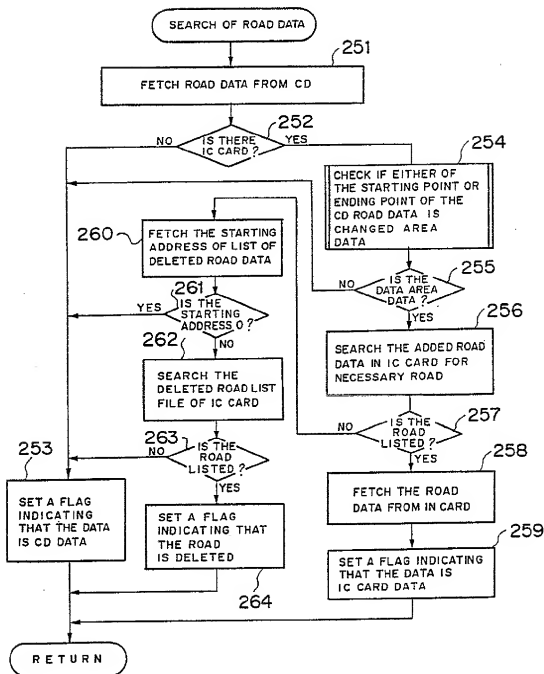 SEARCH OF ROAD DATA
251
FETCH ROAD DATA FROM CD
252
IS THERE
IC CARD?
NO
YES
254
CHECK IF EITHER OF
THE STARTING POINT OR
ENDING POINT OF THE
CD ROAD DATA IS
CHANGED AREA
DATA
260
FETCH THE STARTING
ADDRESS OF LIST OF
DELETED ROAD DATA
255
IS THE
DATA AREA
DATA?
NO
YES
261
IS THE
STARTING
ADDRESS 0?
YES
NO
256
SEARCH THE ADDED ROAD
DATA IN IC CARD FOR
NECESSARY ROAD
262
SEARCH THE
DELETED ROAD LIST
FILE OF IC CARD
257
IS THE
ROAD
LISTED?
NO
YES
263
IS THE
ROAD
LISTED?
NO
YES
258
FETCH THE ROAD
DATA FROM IN CARD
253
SET A FLAG
INDICATING
THAT THE DATA
IS CD DATA
SET A FLAG
INDICATING THAT
THE ROAD
IS DELETED
264
259
SET A FLAG INDICATING
THAT THE DATA IS
IC CARD DATA
RETURN